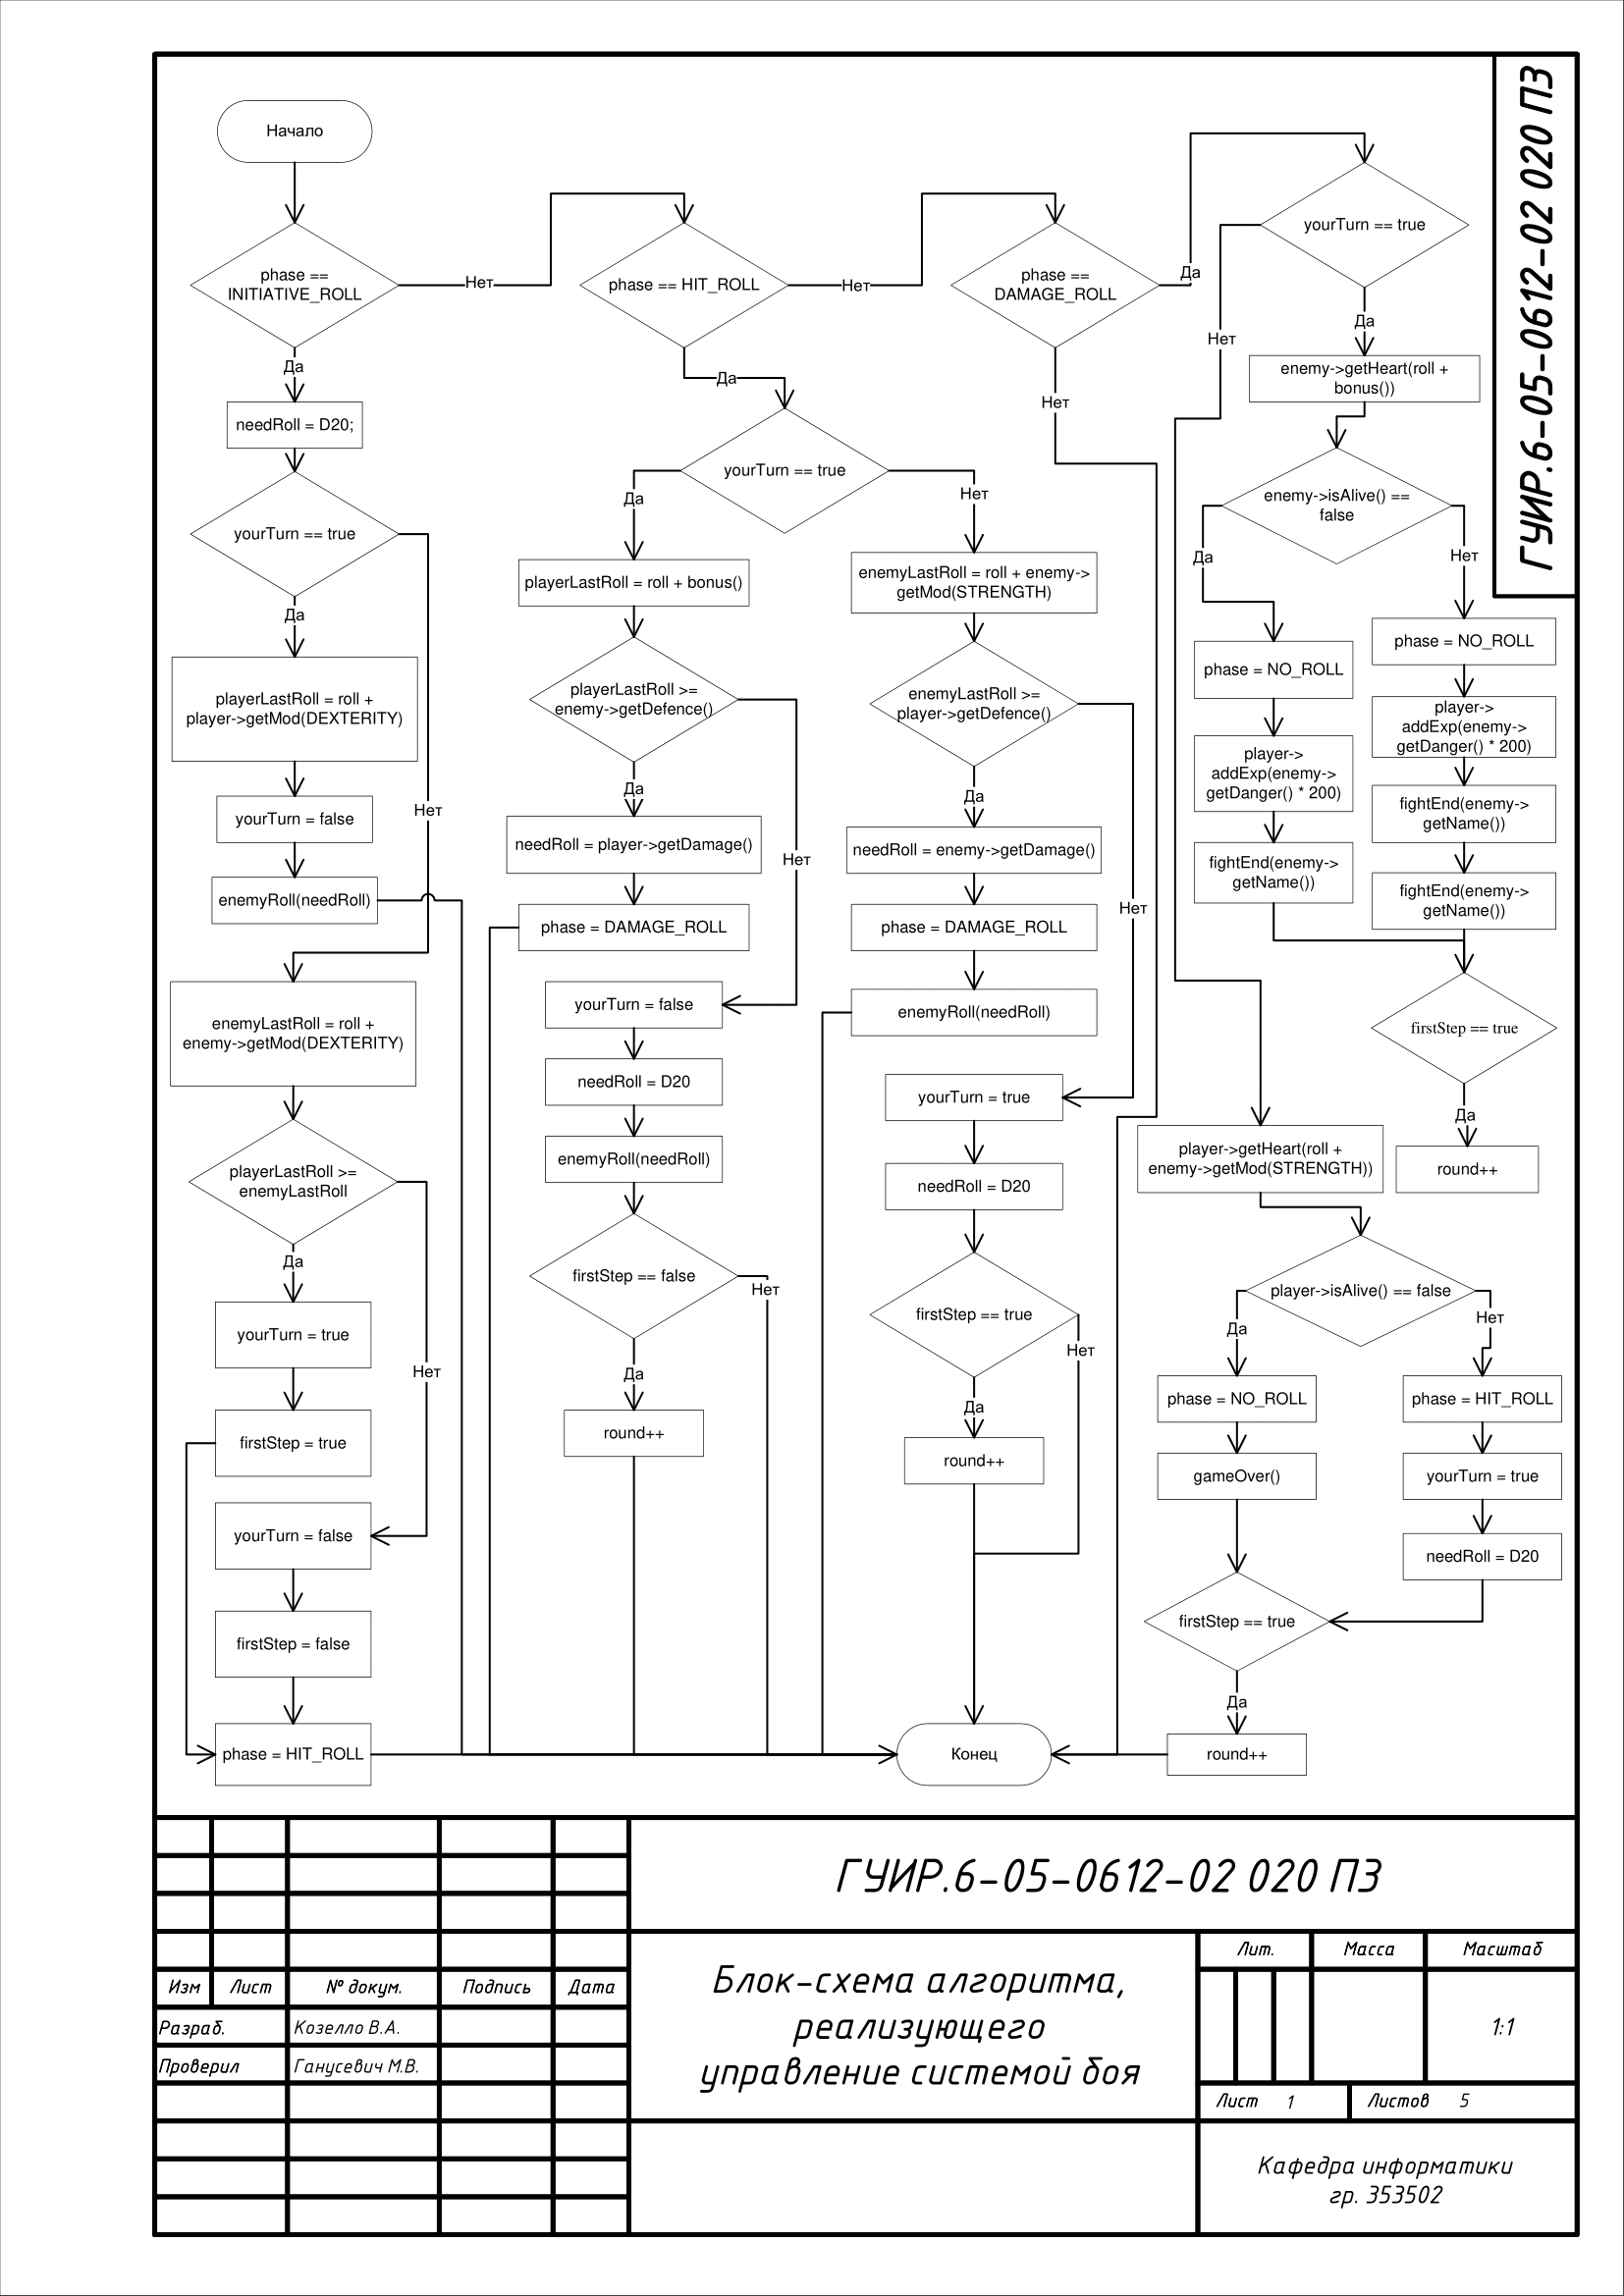 ГУИР.6-05-0612-02 020 ПЗ
Начало
phase ==
INITIATIVE_ROLL
Нет
phase == HIT_ROLL
Нет
phase ==
DAMAGE_ROLL
Да
yourTurn == true
Да
needRoll = D20;
yourTurn == true
Да
playerLastRoll = roll +
player->getMod(DEXTERITY)
yourTurn = false
enemyRoll(needRoll)
Нет
enemyLastRoll = roll +
enemy->getMod(DEXTERITY)
playerLastRoll >=
enemyLastRoll
Да
yourTurn = true
firstStep = true
Нет
yourTurn = false
firstStep = false
phase = HIT_ROLL
Да
yourTurn == true
Да
playerLastRoll = roll + bonus()
playerLastRoll >=
enemy->getDefence()
Да
needRoll = player->getDamage()
phase = DAMAGE_ROLL
Нет
yourTurn = false
needRoll = D20
enemyRoll(needRoll)
firstStep == false
Нет
Да
round++
Нет
enemyLastRoll = roll + enemy->
getMod(STRENGTH)
enemyLastRoll >=
player->getDefence()
Да
needRoll = enemy->getDamage()
phase = DAMAGE_ROLL
enemyRoll(needRoll)
Нет
yourTurn = true
needRoll = D20
firstStep == true
Нет
Да
round++
Конец
Нет
Нет
Да
enemy->getHeart(roll +
bonus())
enemy->isAlive() ==
false
Да
phase = NO_ROLL
player->
addExp(enemy->
getDanger() * 200)
fightEnd(enemy->
getName())
Нет
phase = NO_ROLL
player->
addExp(enemy->
getDanger() * 200)
fightEnd(enemy->
getName())
fightEnd(enemy->
getName())
firstStep == true
Да
round++
player->getHeart(roll +
enemy->getMod(STRENGTH))
player->isAlive() == false
Да
phase = NO_ROLL
gameOver()
Нет
phase = HIT_ROLL
yourTurn = true
needRoll = D20
firstStep == true
Да
round++
ГУИР.6-05-0612-02 020 ПЗ
Изм Лист № докум. Подпись Дата
Разраб. Козелло В.А.
Проверил Ганусевич М.В.
Блок-схема алгоритма,
реализующего
управление системой боя
Лит. Масса Масштаб
1:1
Лист 1 Листов 5
Кафедра информатики
гр. 353502